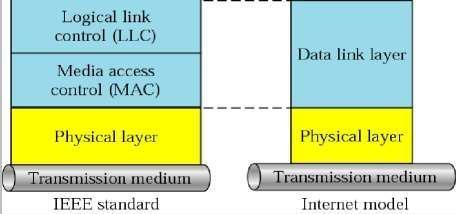 Logical link
control (LLC)
Data link layer
Media access
control (MAC)
Physical layer
Physical layer
Transmission medium
Transmission medium
IEEE standard
Internet model